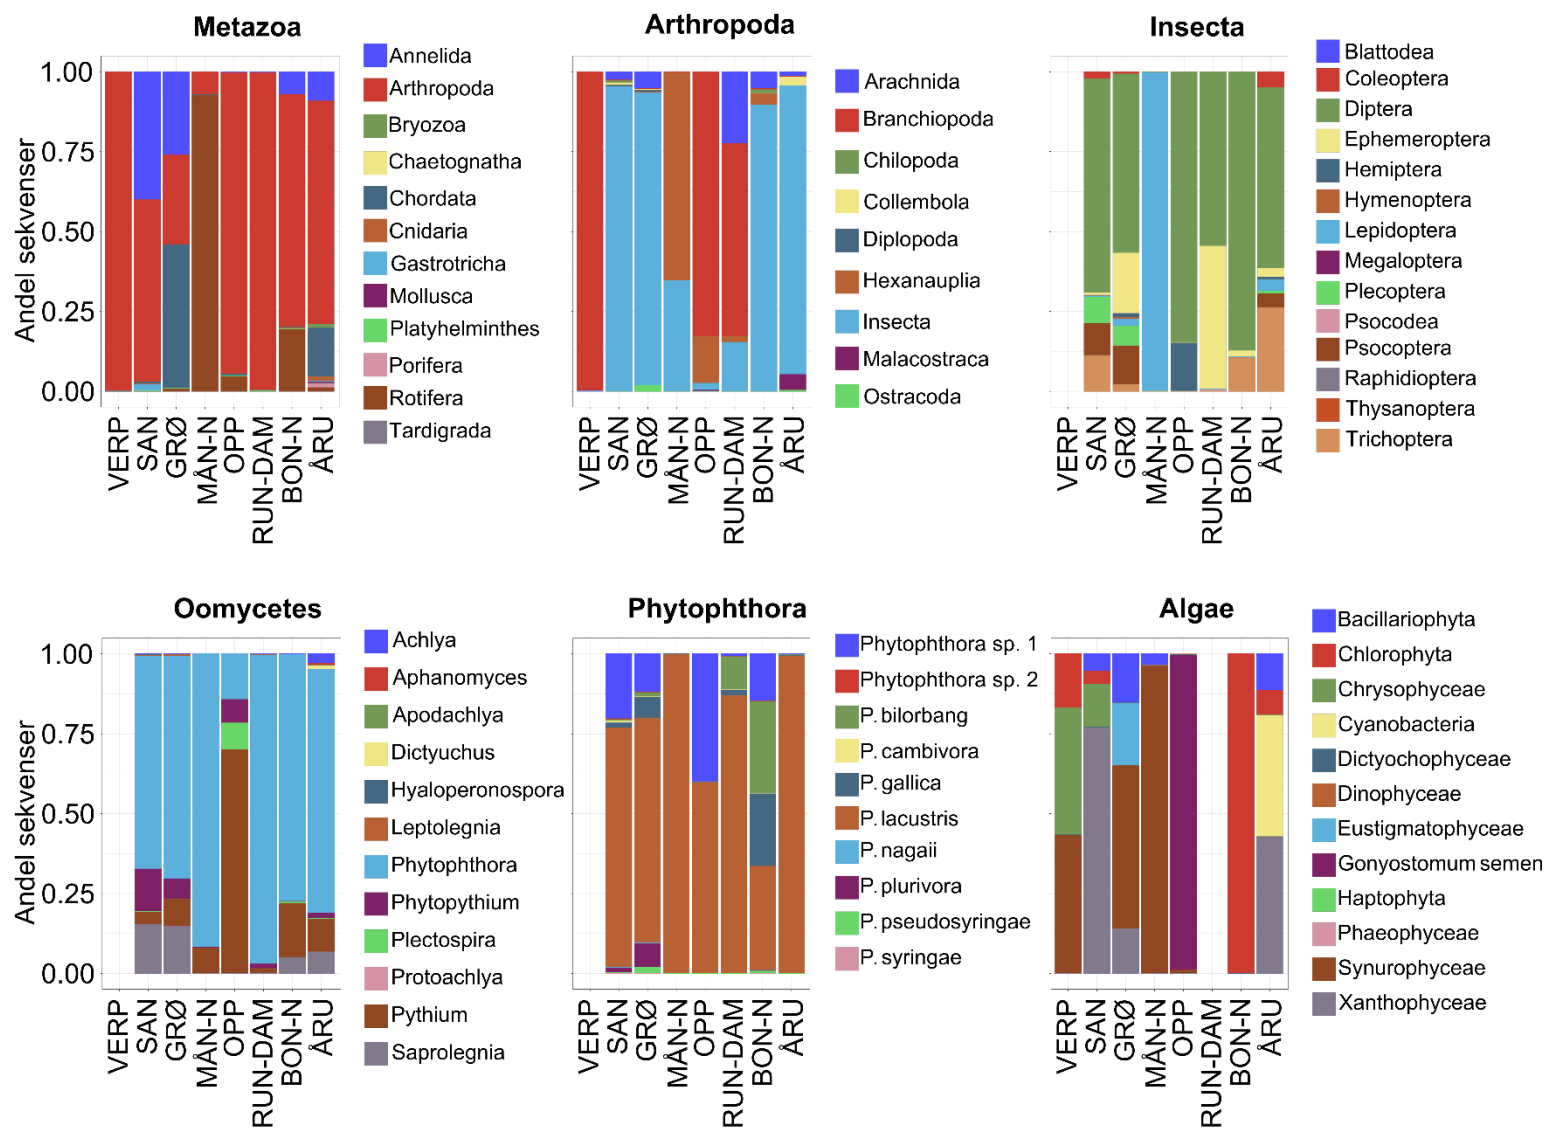 Metazoa
Andel sekvenser
1.00
0.75
0.50
0.25
0.00
VERP
SAN
GRØ
MÅN-N
OPP
RUN-DAM
BON-N
ÅRU
Annelida
Arthropoda
Bryozoa
Chaetognatha
Chordata
Cnidaria
Gastrotricha
Mollusca
Platyhelminthes
Porifera
Rotifera
Tardigrada
Arthropoda
VERP
SAN
GRØ
MÅN-N
OPP
RUN-DAM
BON-N
ÅRU
Arachnida
Branchiopoda
Chilopoda
Collembola
Diplopoda
Hexanauplia
Insecta
Malacostraca
Ostracoda
Insecta
VERP
SAN
GRØ
MÅN-N
OPP
RUN-DAM
BON-N
ÅRU
Blattodea
Coleoptera
Diptera
Ephemeroptera
Hemiptera
Hymenoptera
Lepidoptera
Megaloptera
Plecoptera
Psocodea
Psocoptera
Raphidioptera
Thysanoptera
Trichoptera
Oomycetes
Andel sekvenser
1.00
0.75
0.50
0.25
0.00
VERP
SAN
GRØ
MÅN-N
OPP
RUN-DAM
BON-N
ÅRU
Achlya
Aphanomyces
Apodachlya
Dictyuchus
Hyaloperonospora
Leptolegnia
Phytophthora
Phytopythium
Plectospira
Protoachlya
Pythium
Saprolegnia
Phytophthora
VERP
SAN
GRØ
MÅN-N
OPP
RUN-DAM
BON-N
ÅRU
Phytophthora sp. 1
Phytophthora sp. 2
P. bilorbang
P. cambivora
P. gallica
P. lacustris
P. nagaii
P. plurivora
P. pseudosyringae
P. syringae
Algae
VERP
SAN
GRØ
MÅN-N
OPP
RUN-DAM
BON-N
ÅRU
Bacillariophyta
Chlorophyta
Chrysophyceae
Cyanobacteria
Dictyochophyceae
Dinophyceae
Eustigmatophyceae
Gonyostomum semen
Haptophyta
Phaeophyceae
Synurophyceae
Xanthophyceae